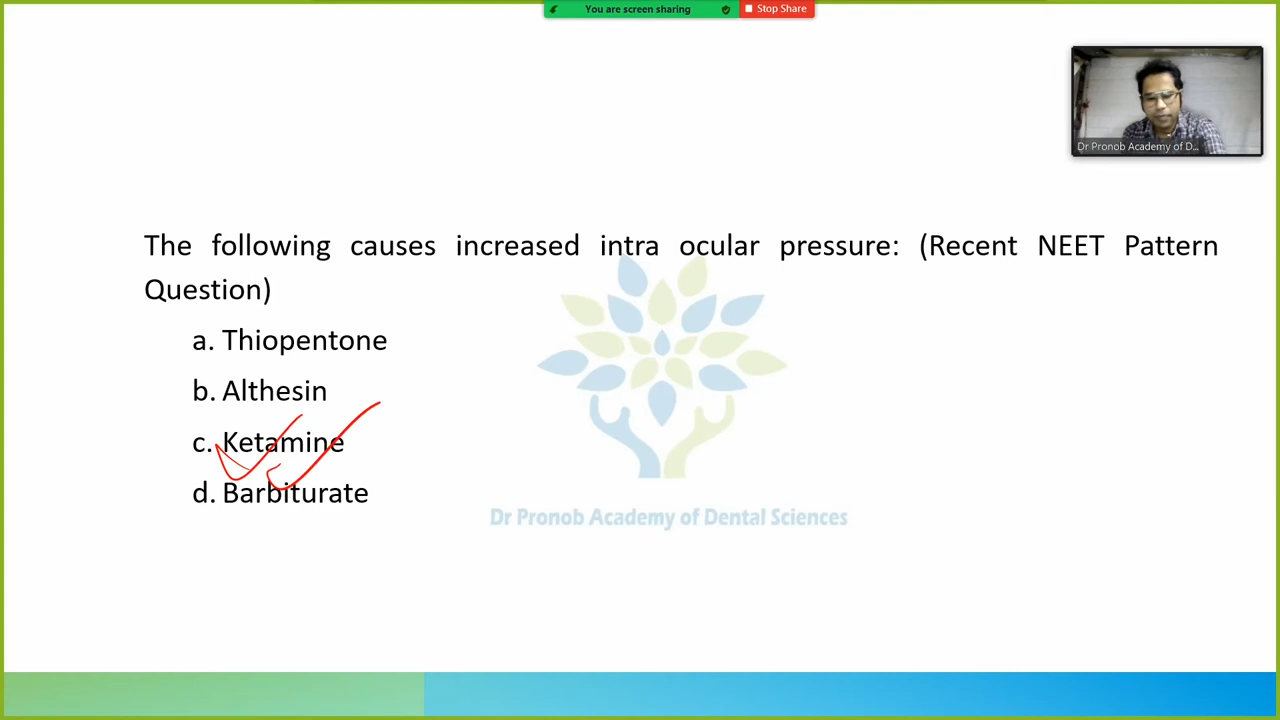 You are screen sharing
Stop Share
Dr Pronob Academy of D...
The following causes increased intra ocular pressure: (Recent NEET Pattern
Question)
a. Thiopentone
b. Althesin
c. Ketamine
d. Barbiturate
Dr Pronob Academy of Dental Sciences